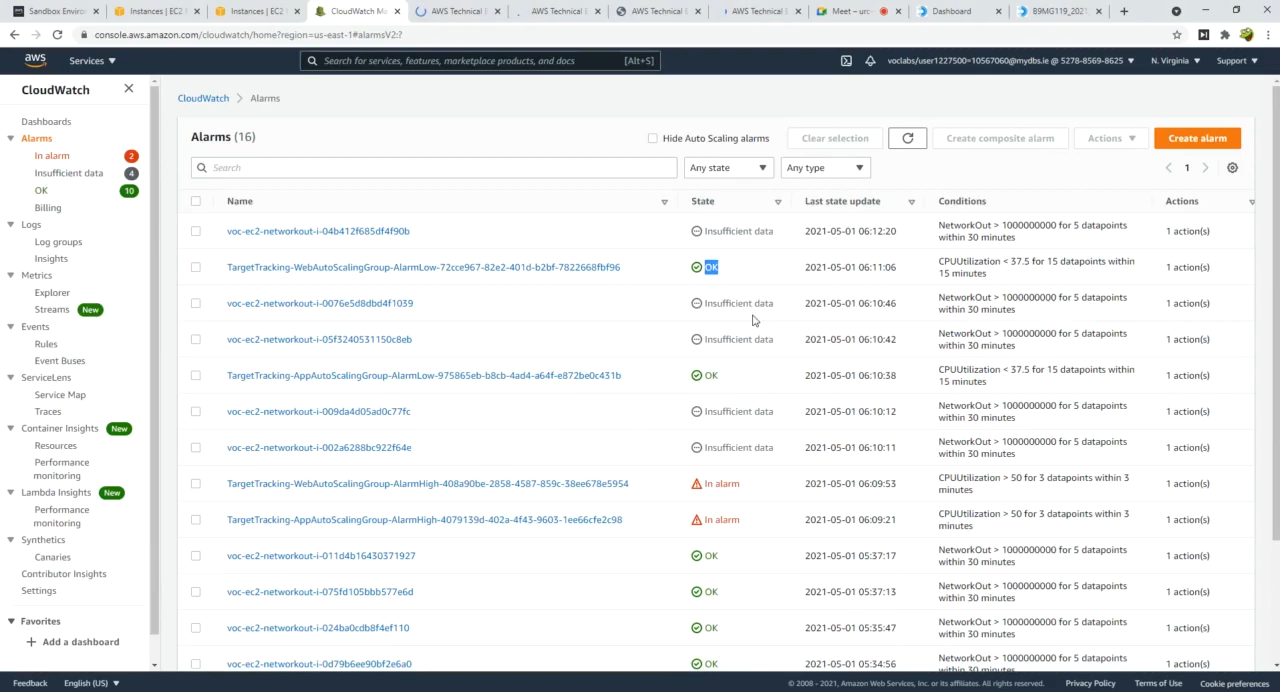 Sandbox Enviro
Instances | EC2 M
Instances | EC2
CloudWatch Ma
AWS Technical E
AWS Technical E
AWS Technical E
AWS Technical E
Meet – urc-
Dashboard
B9MG119_2021
console.aws.amazon.com/cloudwatch/home?region=us-east-1#alarmsV2:?
aws
Services
Search for services, features, marketplace products, and docs
[Alt+S]
voclabs/user1227500=10567060@mydbs.ie @ 5278-8569-8625
N. Virginia
Support
CloudWatch
Dashboards
Alarms
In alarm 2
Insufficient data 4
OK 10
Billing
Logs
Log groups
Insights
Metrics
Explorer
Streams New
Events
Rules
Event Buses
ServiceLens
Service Map
Traces
Container Insights New
Resources
Performance
monitoring
Lambda Insights New
Performance
monitoring
Synthetics
Canaries
Contributor Insights
Settings
Favorites
Add a dashboard
CloudWatch > Alarms
Alarms (16)
Hide Auto Scaling alarms
Clear selection
Create composite alarm
Actions
Create alarm
Search
Any state
Any type
1
Name State Last state update Conditions Actions
voc-ec2-networkout-i-04b412f685df4f90b Insufficient data 2021-05-01 06:12:20 NetworkOut > 1000000000 for 5 datapoints 1 action(s)
within 30 minutes
TargetTracking-WebAutoScalingGroup-AlarmLow-72cce967-82e2-401d-b2bf-7822668fbf96 OK 2021-05-01 06:11:06 CPUUtilization < 37.5 for 15 datapoints within 1 action(s)
15 minutes
voc-ec2-networkout-i-0076e5d8dbd4f1039 Insufficient data 2021-05-01 06:10:46 NetworkOut > 1000000000 for 5 datapoints 1 action(s)
within 30 minutes
voc-ec2-networkout-i-05f3240531150c8eb Insufficient data 2021-05-01 06:10:42 NetworkOut > 1000000000 for 5 datapoints 1 action(s)
within 30 minutes
TargetTracking-AppAutoScalingGroup-AlarmLow-975865eb-b8cb-4ad4-a64f-e872be0c431b OK 2021-05-01 06:10:38 CPUUtilization < 37.5 for 15 datapoints within 1 action(s)
15 minutes
voc-ec2-networkout-i-009da4d05ad0c77fc Insufficient data 2021-05-01 06:10:12 NetworkOut > 1000000000 for 5 datapoints 1 action(s)
within 30 minutes
voc-ec2-networkout-i-002a6288bc922f64e Insufficient data 2021-05-01 06:10:11 NetworkOut > 1000000000 for 5 datapoints 1 action(s)
within 30 minutes
TargetTracking-WebAutoScalingGroup-AlarmHigh-408a90be-2858-4587-859c-38ee678e5954 In alarm 2021-05-01 06:09:53 CPUUtilization > 50 for 3 datapoints within 3 1 action(s)
minutes
TargetTracking-AppAutoScalingGroup-AlarmHigh-4079139d-402a-4f43-9603-1ee66cfe2c98 In alarm 2021-05-01 06:09:21 CPUUtilization > 50 for 3 datapoints within 3 1 action(s)
minutes
voc-ec2-networkout-i-011d4b16430371927 OK 2021-05-01 05:37:17 NetworkOut > 1000000000 for 5 datapoints 1 action(s)
within 30 minutes
voc-ec2-networkout-i-075fd105bbb577e6d OK 2021-05-01 05:37:13 NetworkOut > 1000000000 for 5 datapoints 1 action(s)
within 30 minutes
voc-ec2-networkout-i-024ba0cdb8f4ef110 OK 2021-05-01 05:35:47 NetworkOut > 1000000000 for 5 datapoints 1 action(s)
within 30 minutes
voc-ec2-networkout-i-0d79b6ee90bf2e6a0 OK 2021-05-01 05:34:56 NetworkOut > 1000000000 for 5 datapoints 1 action(s)
within 30 minutes
Feedback
English (US)
© 2008 - 2021, Amazon Web Services, Inc. or its affiliates. All rights reserved.
Privacy Policy
Terms of Use
Cookie preferences